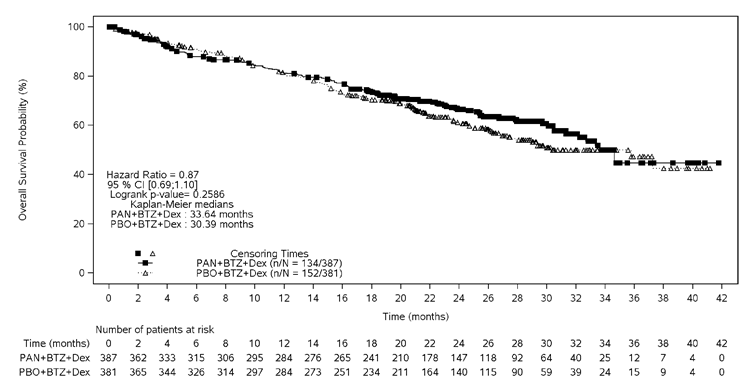 Overall Survival Probability (%)
100
80
60
40
20
0
Hazard Ratio = 0.87
95 % CI [0.69;1.10]
Logrank p-value= 0.2586
Kaplan-Meier medians
PAN+BTZ+Dex : 33.64 months
PBO+BTZ+Dex : 30.39 months
Censoring Times
PAN+BTZ+Dex (n/N = 134/387)
PBO+BTZ+Dex (n/N = 152/381)
0 2 4 6 8 10 12 14 16 18 20 22 24 26 28 30 32 34 36 38 40 42
Time (months)
Number of patients at risk
Time (months) 0 2 4 6 8 10 12 14 16 18 20 22 24 26 28 30 32 34 36 38 40 42
PAN+BTZ+Dex 387 362 333 315 306 295 284 276 265 241 210 178 147 118 92 64 40 25 12 7 4 0
PBO+BTZ+Dex 381 365 344 326 314 297 284 273 251 234 211 164 140 115 90 59 39 24 15 9 4 0